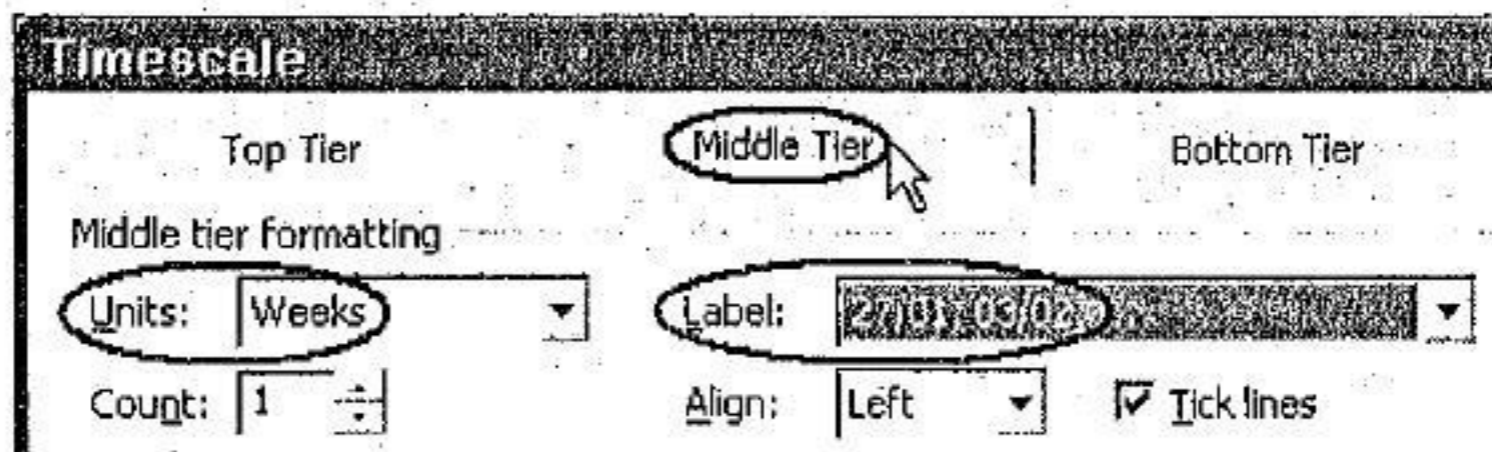 Timescale
Top Tier Middle Tier Bottom Tier
Middle tier formatting
Units: Weeks Label:
Count: 1 Align: Left Tick lines